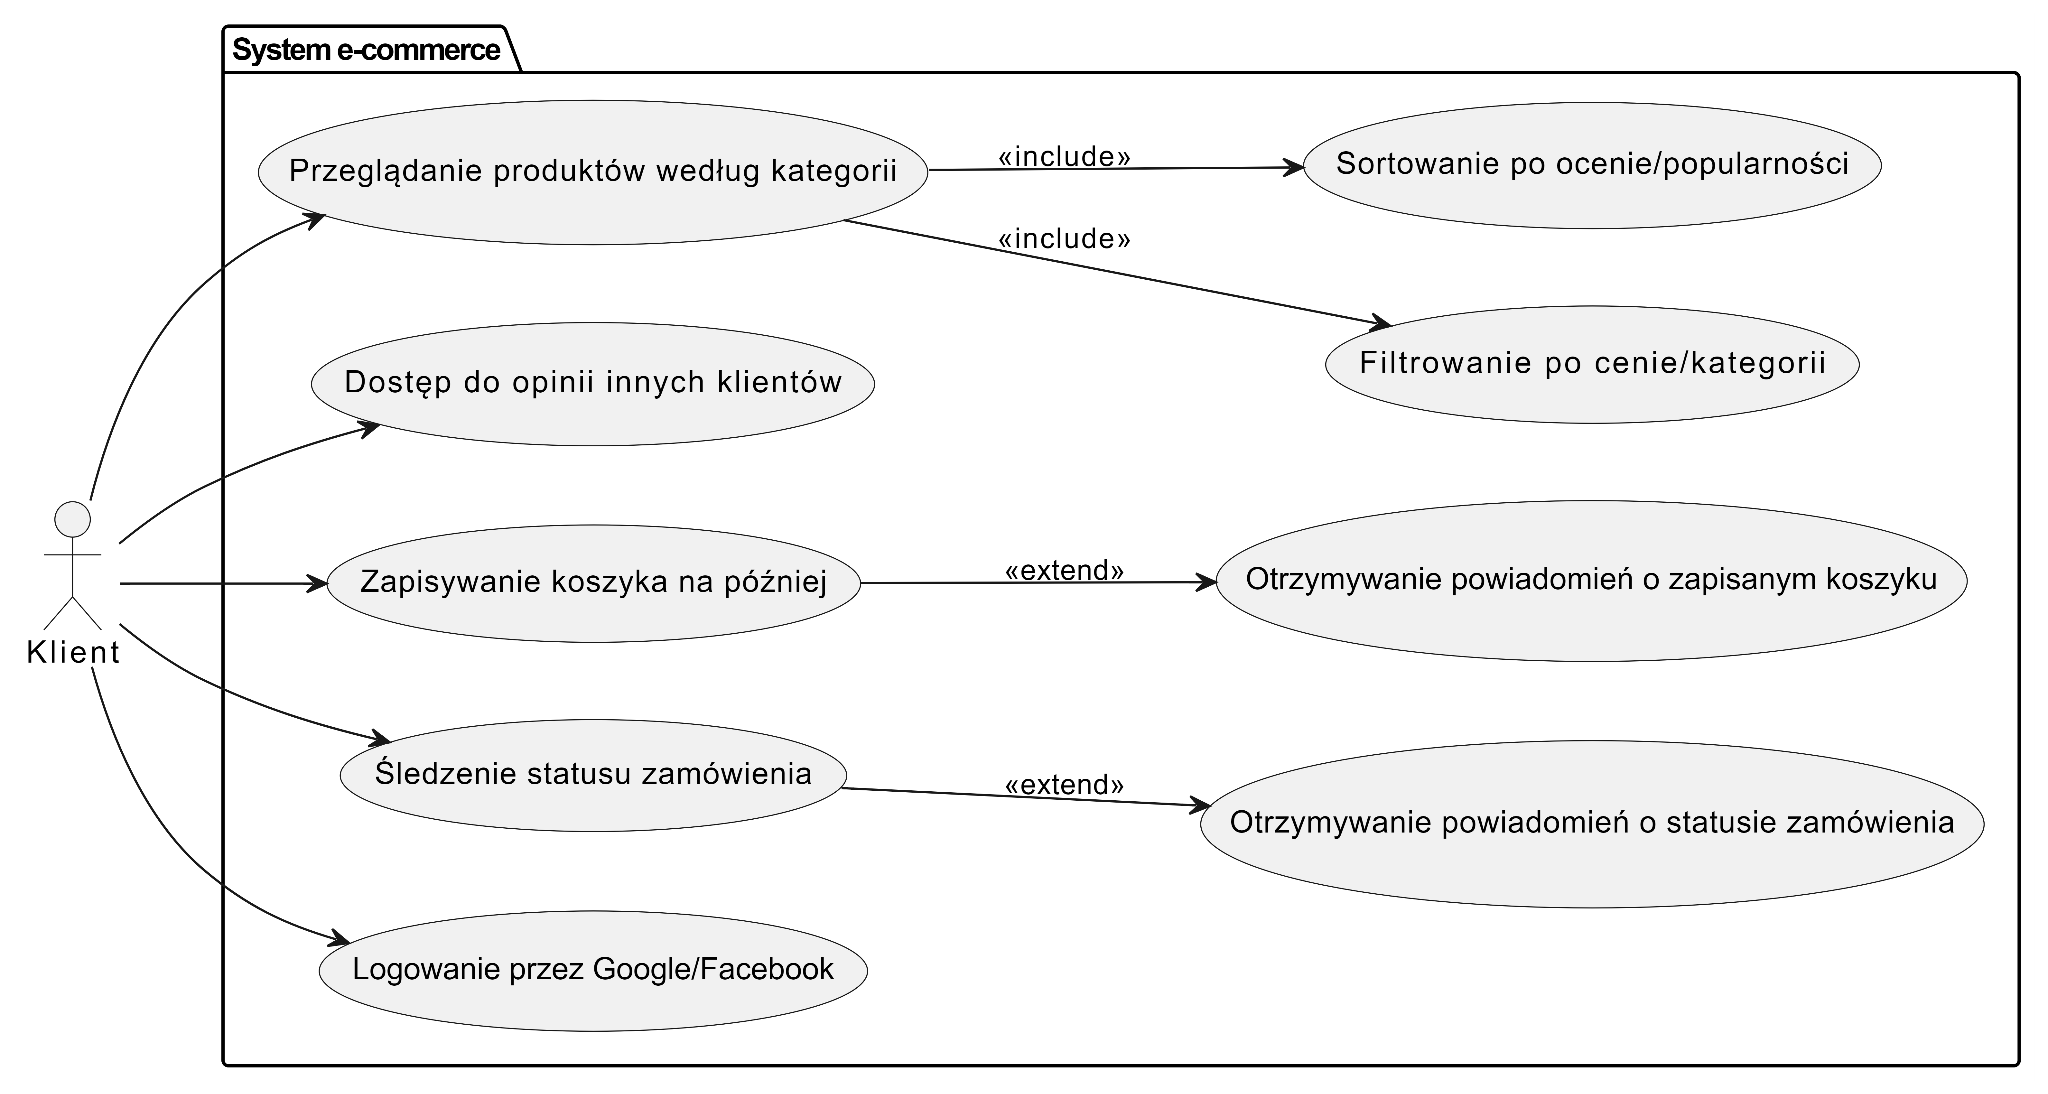 System e-commerce
Przeglądanie produktów według kategorii
«include»
Sortowanie po ocenie/popularności
«include»
Filtrowanie po cenie/kategorii
Dostęp do opinii innych klientów
Klient
Zapisywanie koszyka na później
«extend»
Otrzymywanie powiadomień o zapisanym koszyku
Śledzenie statusu zamówienia
«extend»
Otrzymywanie powiadomień o statusie zamówienia
Logowanie przez Google/Facebook